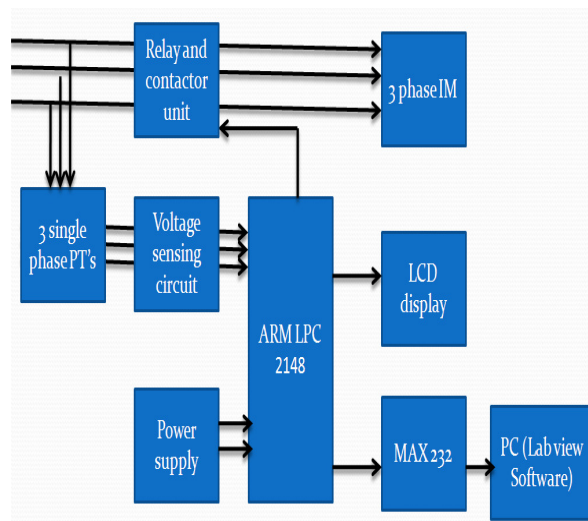 Relay and
contactor
unit
3 phase IM
3 single
phase PT's
Voltage
sensing
circuit
ARM LPC
2148
LCD
display
Power
supply
MAX 232
PC (Lab view
Software)